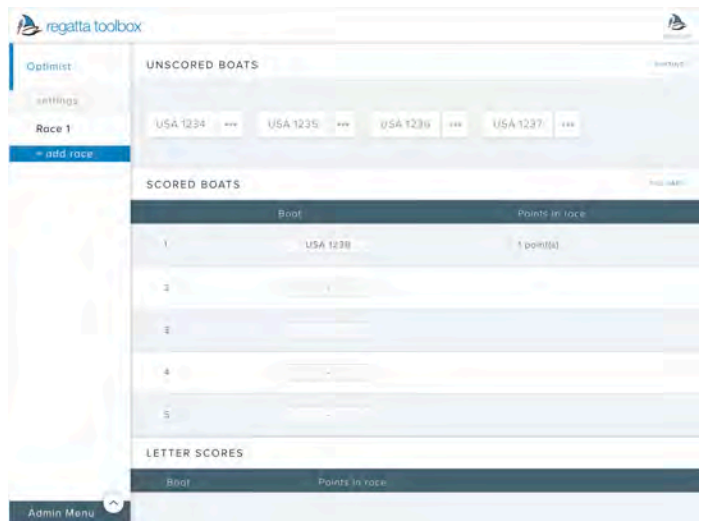 regatta toolbox
Optimist
settings
Race 1
+ add race
Admin Menu
UNSCORED BOATS
USA 1234 •••
USA 1235 •••
USA 1236 •••
USA 1237 •••
SCORED BOATS
Boat Points in race
1 USA 1238 1 point(s)
2 -
3
4 -
5 -
LETTER SCORES
Boat Points in race